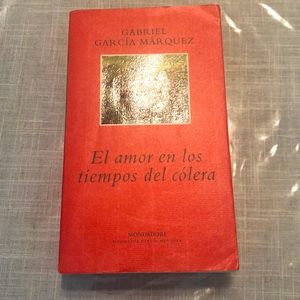 GABRIEL
GARCÍA MÁRQUEZ
El amor en los
tiempos del cólera
MONDADORI